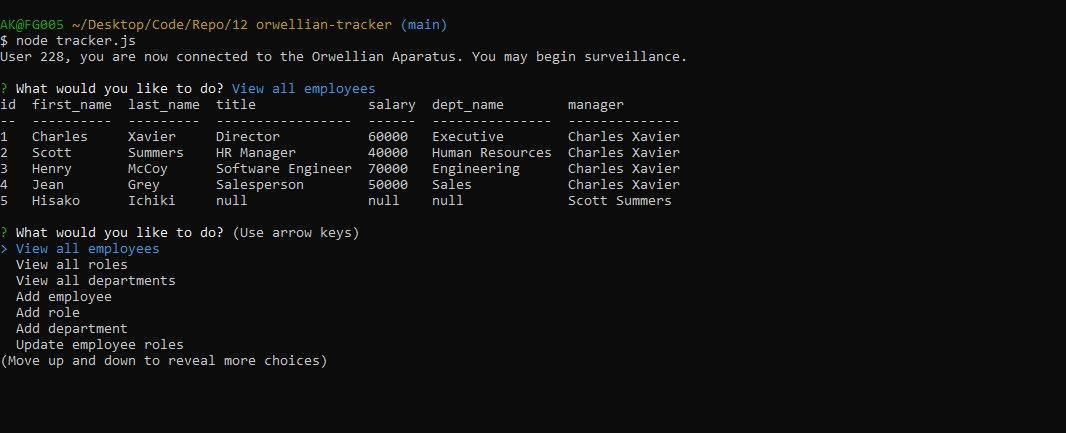 AK@FG005 ~/Desktop/Code/Repo/12 orwellian-tracker (main)
$ node tracker.js
User 228, you are now connected to the Orwellian Aparatus. You may begin surveillance.
? What would you like to do? View all employees
id  first_name  last_name  title              salary  dept_name        manager
--  ----------  ---------  -----------------  ------  ---------------  --------------
1   Charles     Xavier     Director           60000   Executive        Charles Xavier
2   Scott       Summers    HR Manager         40000   Human Resources  Charles Xavier
3   Henry       McCoy      Software Engineer  70000   Engineering      Charles Xavier
4   Jean        Grey       Salesperson        50000   Sales            Charles Xavier
5   Hisako      Ichiki     null               null    null             Scott Summers
? What would you like to do? (Use arrow keys)
> View all employees
  View all roles
  View all departments
  Add employee
  Add role
  Add department
  Update employee roles
(Move up and down to reveal more choices)